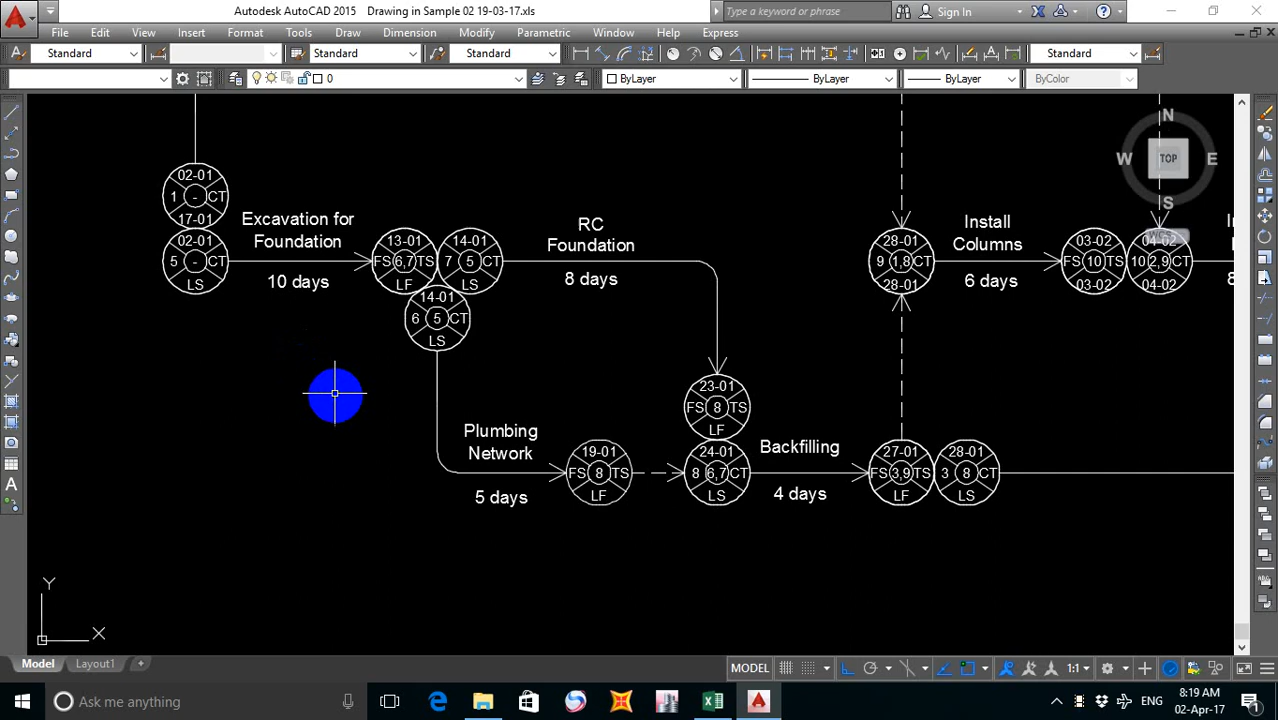 Autodesk AutoCAD 2015 Drawing in Sample 02 19-03-17.xls
Type a keyword or phrase
Sign In
File Edit View Insert Format Tools Draw Dimension Modify Parametric Window Help Express
Standard
Standard
Standard
Standard
0
ByLayer
ByLayer
ByLayer
ByColor
N
W TOP E
S
WCS
02-01
1 - CT
17-01
02-01
5 - CT
LS
Excavation for
Foundation
10 days
13-01
FS 6,7 TS
LF
14-01
7 5 CT
LS
14-01
6 5 CT
LS
RC
Foundation
8 days
Plumbing
Network
5 days
19-01
FS 8 TS
LF
23-01
FS 8 TS
LF
24-01
8 6,7 CT
LS
Backfilling
4 days
27-01
FS 3,9 TS
LF
28-01
3 8 CT
LS
28-01
9 1,8 CT
28-01
Install
Columns
6 days
03-02
FS 10 TS
03-02
04-02
10 2,9 CT
04-02
Y
X
Model Layout1 +
MODEL
1:1
Ask me anything
ENG
8:19 AM
02-Apr-17